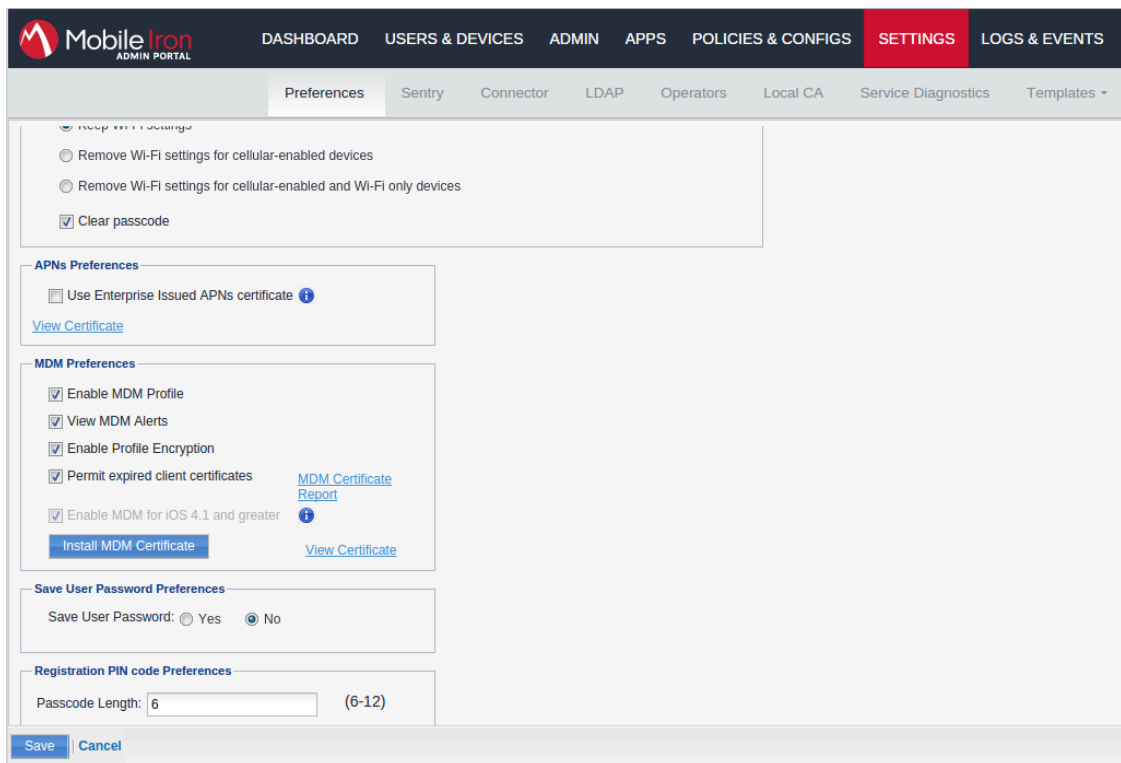 MobileIron
ADMIN PORTAL
DASHBOARD USERS & DEVICES ADMIN APPS POLICIES & CONFIGS SETTINGS LOGS & EVENTS
Preferences Sentry Connector LDAP Operators Local CA Service Diagnostics Templates
Keep Wi-Fi settings
Remove Wi-Fi settings for cellular-enabled devices
Remove Wi-Fi settings for cellular-enabled and Wi-Fi only devices
Clear passcode
APNs Preferences
Use Enterprise Issued APNs certificate
View Certificate
MDM Preferences
Enable MDM Profile
View MDM Alerts
Enable Profile Encryption
Permit expired client certificates MDM Certificate
Report
Enable MDM for iOS 4.1 and greater
Install MDM Certificate View Certificate
Save User Password Preferences
Save User Password: Yes No
Registration PIN code Preferences
Passcode Length: 6 (6-12)
Save Cancel